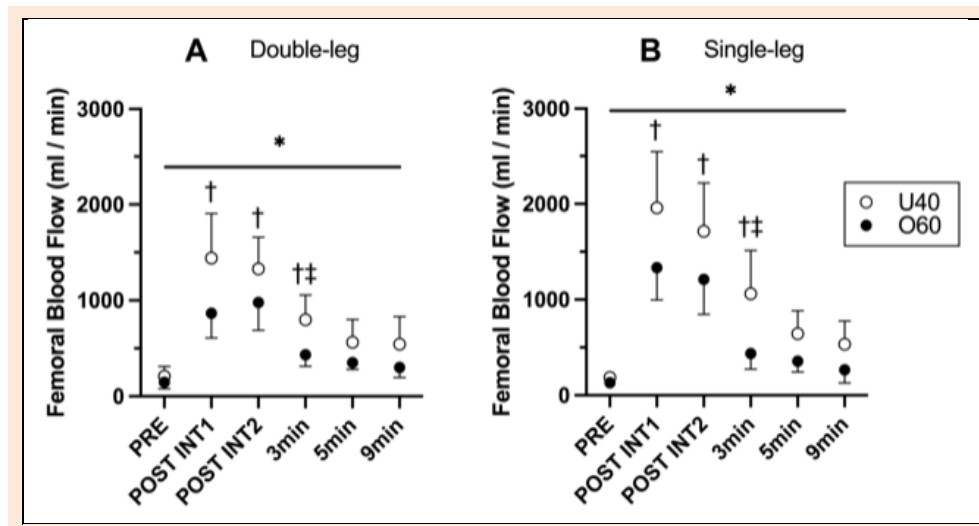 A Double-leg
Femoral Blood Flow (ml / min)
3000
2000
1000
0
*
†
†
†‡
PRE
POST INT1
POST INT2
3min
5min
9min
B Single-leg
Femoral Blood Flow (ml / min)
3000
2000
1000
0
*
†
†
†‡
PRE
POST INT1
POST INT2
3min
5min
9min
U40
O60